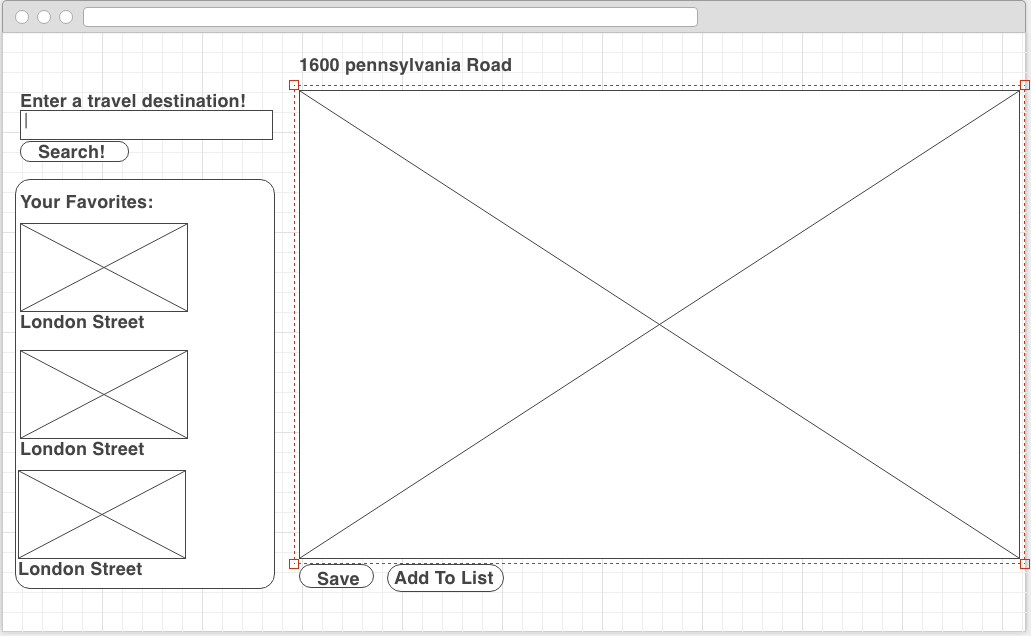 1600 pennsylvania Road
Enter a travel destination!
Search!
Your Favorites:
London Street
London Street
London Street
Save
Add To List